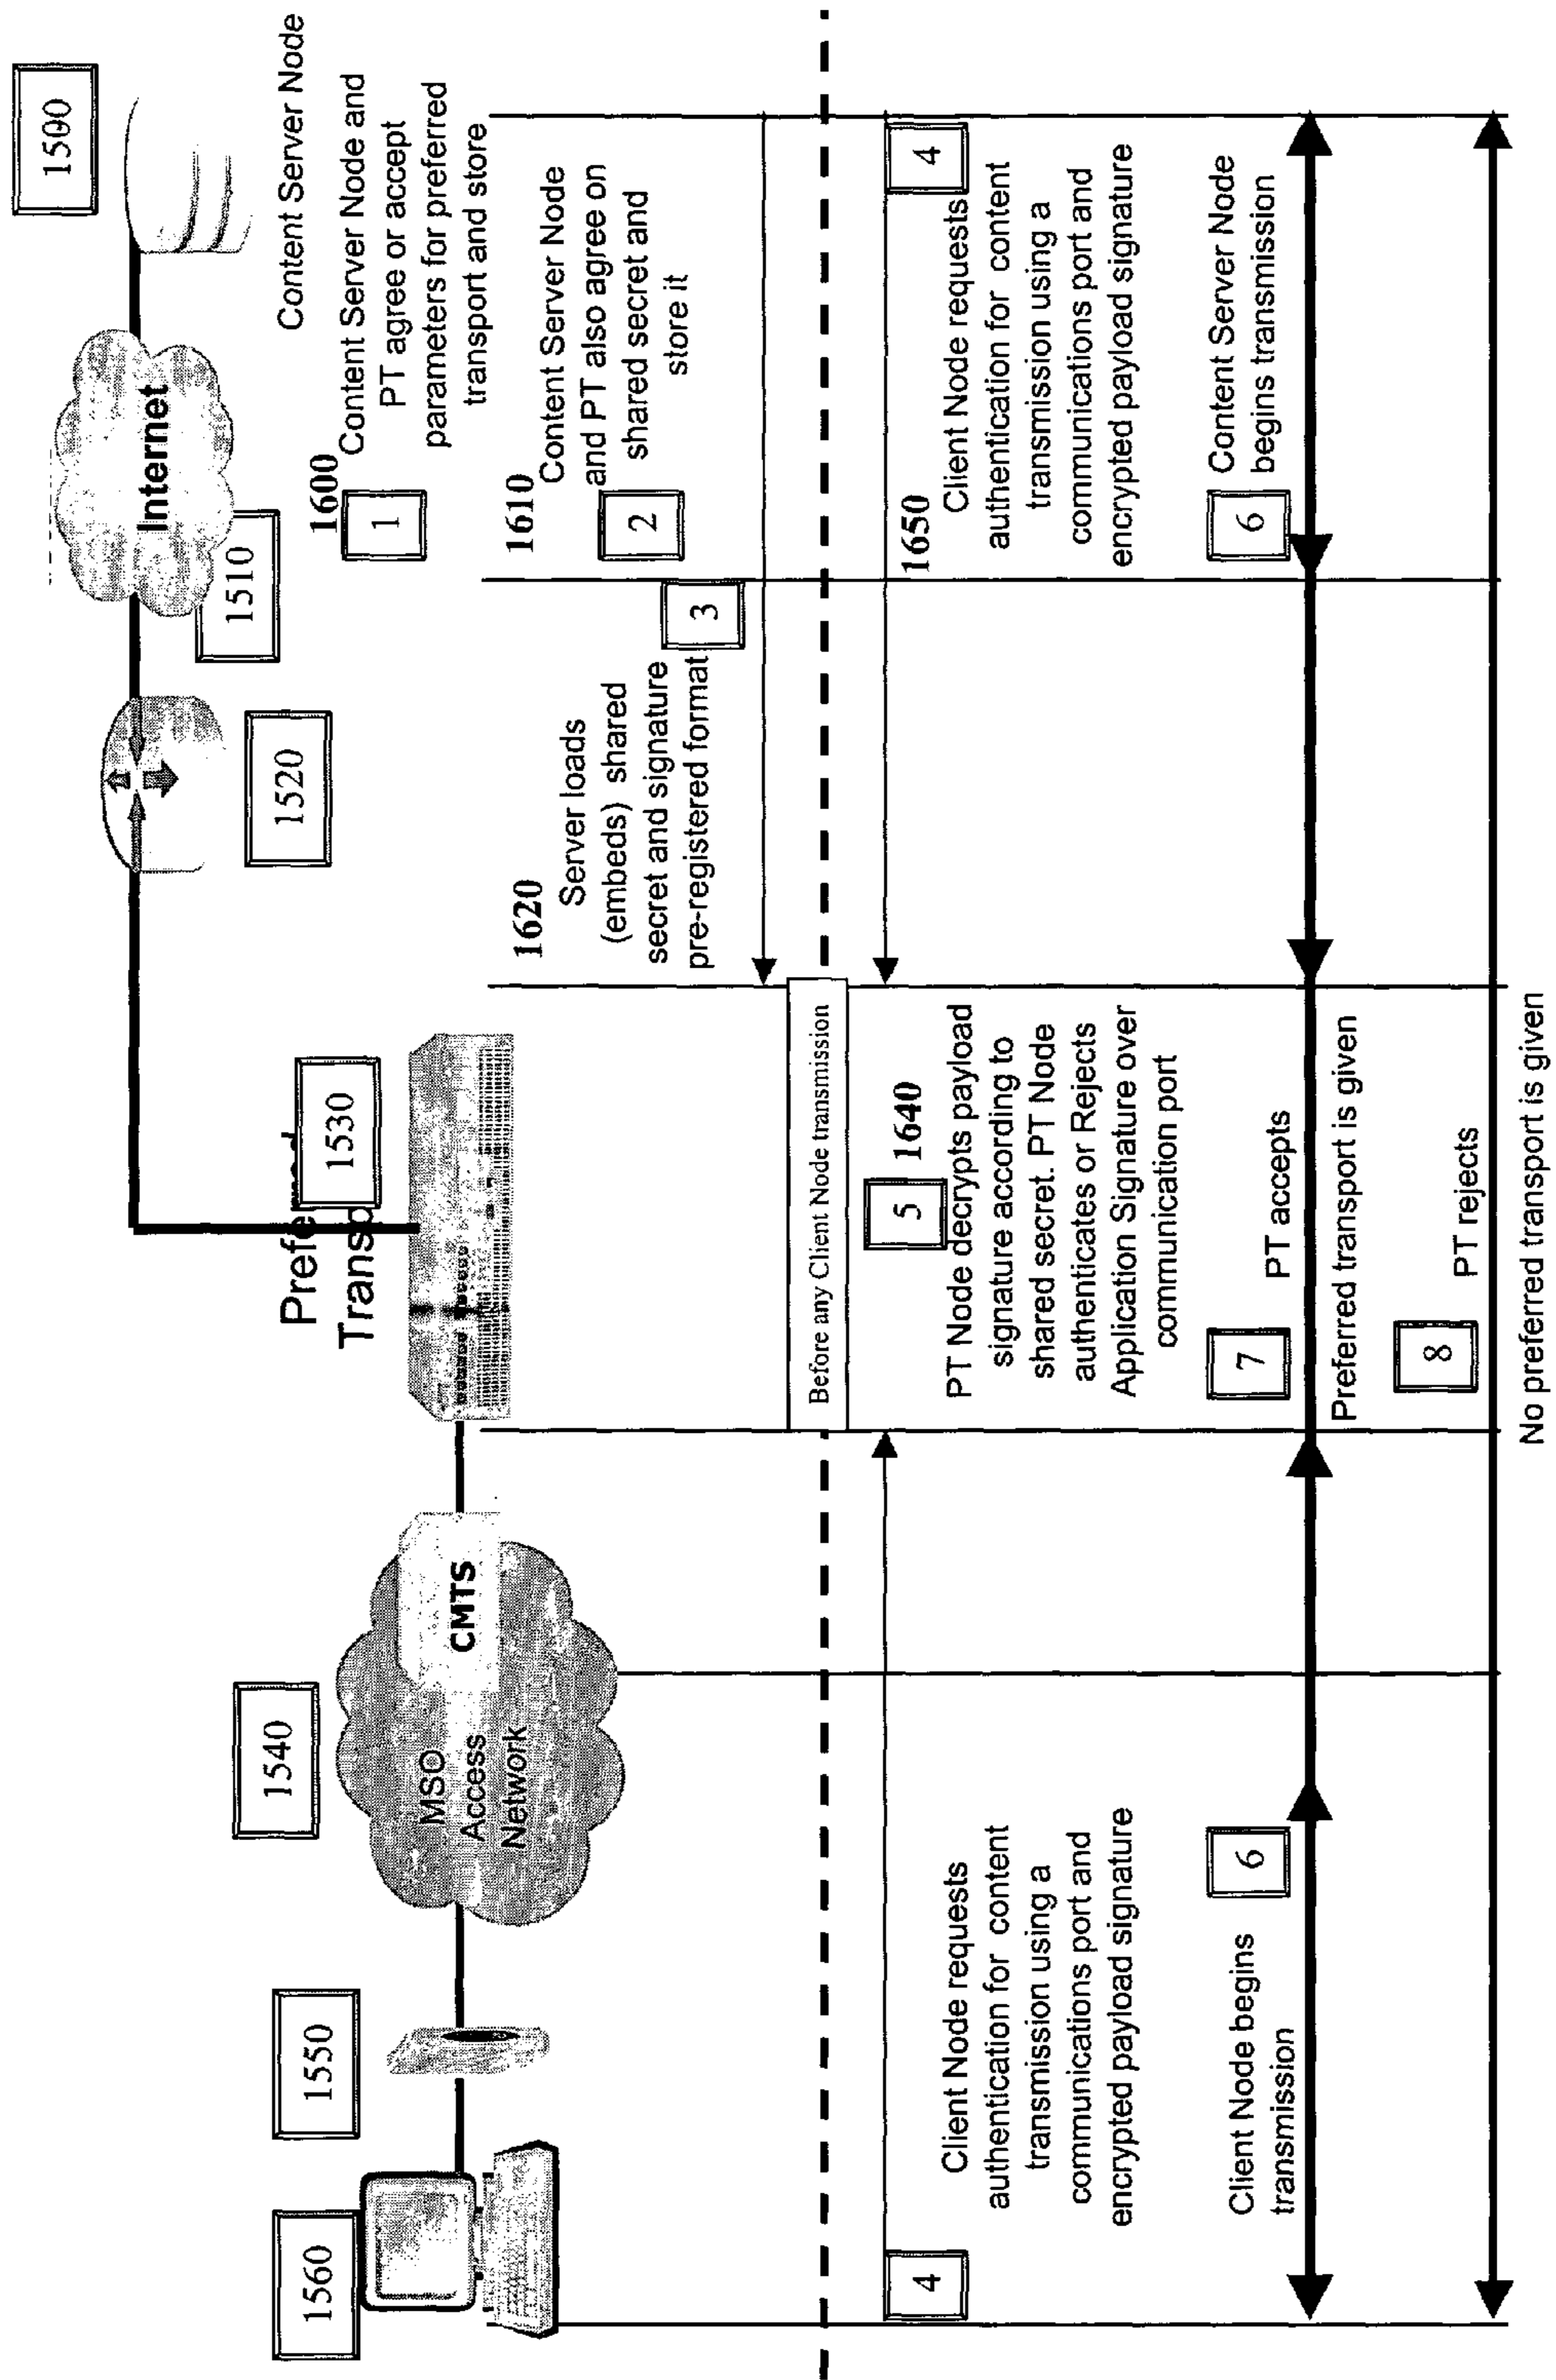 1560
1550
1540
1530
1520
1510
1500
MSO
Access
Network
CMTS
Internet
Content Server Node
1600
1
Content Server Node and
PT agree or accept
parameters for preferred
transport and store
1610
2
Content Server Node
and PT also agree on
shared secret and
store it
1620
3
Server loads
(embeds) shared
secret and signature
pre-registered format
Before any Client Node transmission
4
Client Node requests
authentication for content
transmission using a
communications port and
encrypted payload signature
5
1640
PT Node decrypts payload
signature according to
shared secret. PT Node
authenticates or Rejects
Application Signature over
communication port
1650
4
Client Node requests
authentication for content
transmission using a
communications port and
encrypted payload signature
6
Client Node begins
transmission
7
PT accepts
6
Content Server Node
begins transmission
Preferred transport is given
8
PT rejects
No preferred transport is given